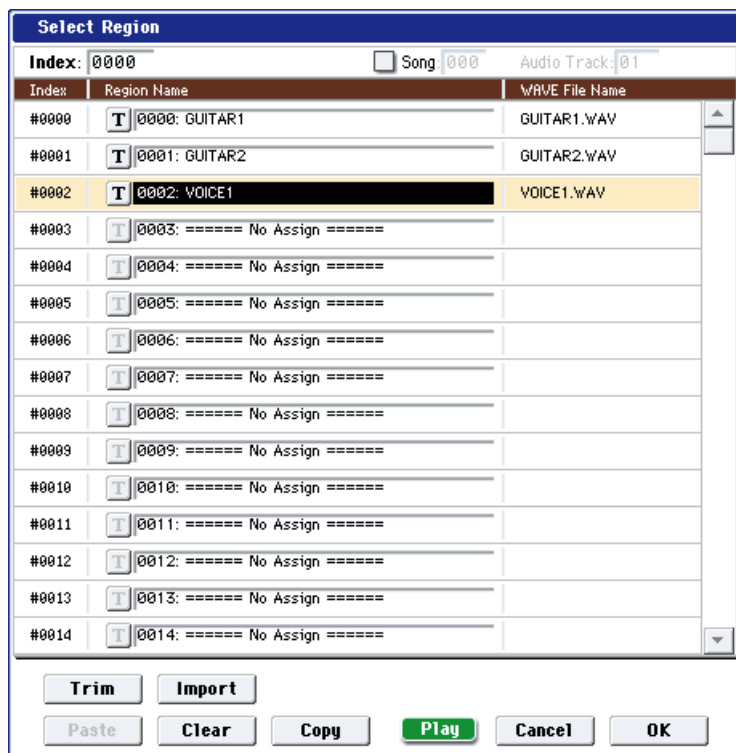 Select Region
Index: 0000 Song: 000 Audio Track: 01
Index Region Name WAVE File Name
#0000 T 0000: GUITAR1 GUITAR1.WAV
#0001 T 0001: GUITAR2 GUITAR2.WAV
#0002 T 0002: VOICE1 VOICE1.WAV
#0003 T 0003: ====== No Assign ======
#0004 T 0004: ====== No Assign ======
#0005 T 0005: ====== No Assign ======
#0006 T 0006: ====== No Assign ======
#0007 T 0007: ====== No Assign ======
#0008 T 0008: ====== No Assign ======
#0009 T 0009: ====== No Assign ======
#0010 T 0010: ====== No Assign ======
#0011 T 0011: ====== No Assign ======
#0012 T 0012: ====== No Assign ======
#0013 T 0013: ====== No Assign ======
#0014 T 0014: ====== No Assign ======
Trim Import
Paste Clear Copy Play Cancel OK